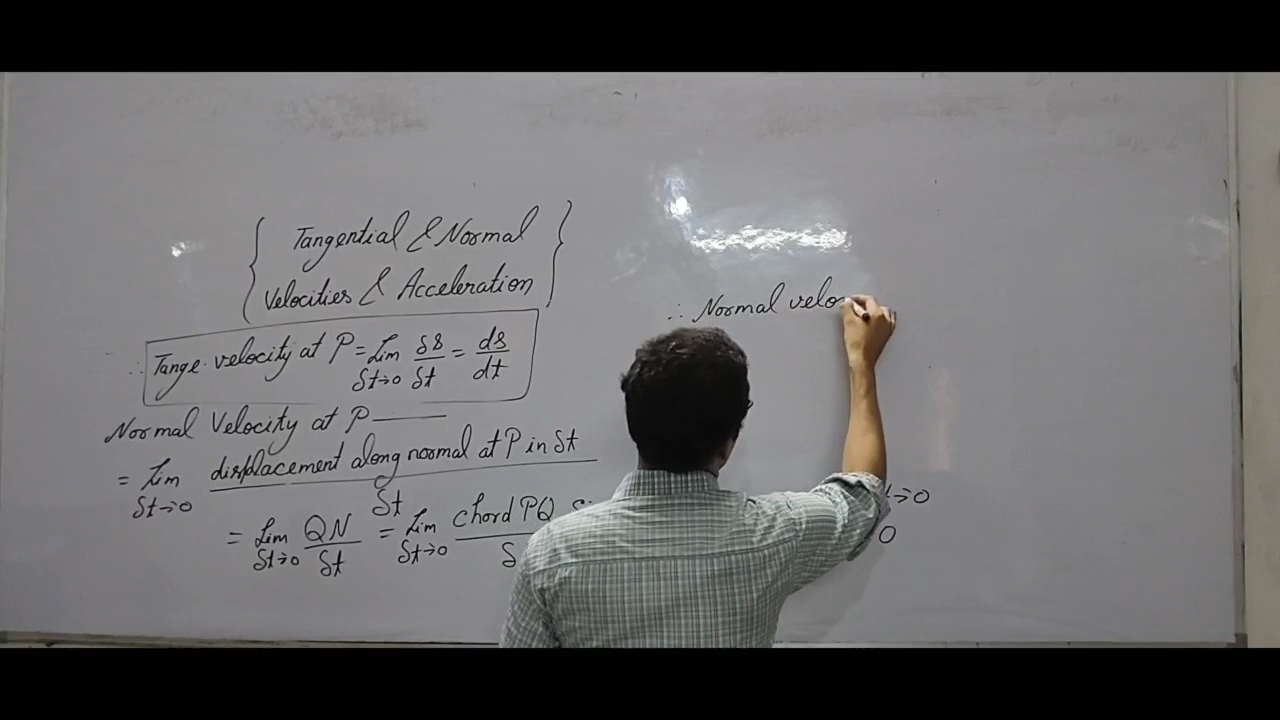 Tangential & Normal
Velocities & Acceleration
∴ Tange. velocity at P = Lim δt→0 δs/δt = ds/dt
Normal Velocity at P —
= Lim δt→0 displacement along normal at P in δt / δt
= Lim δt→0 QN/δt = Lim δt→0 chord PQ
∴ Normal velo
→0
0